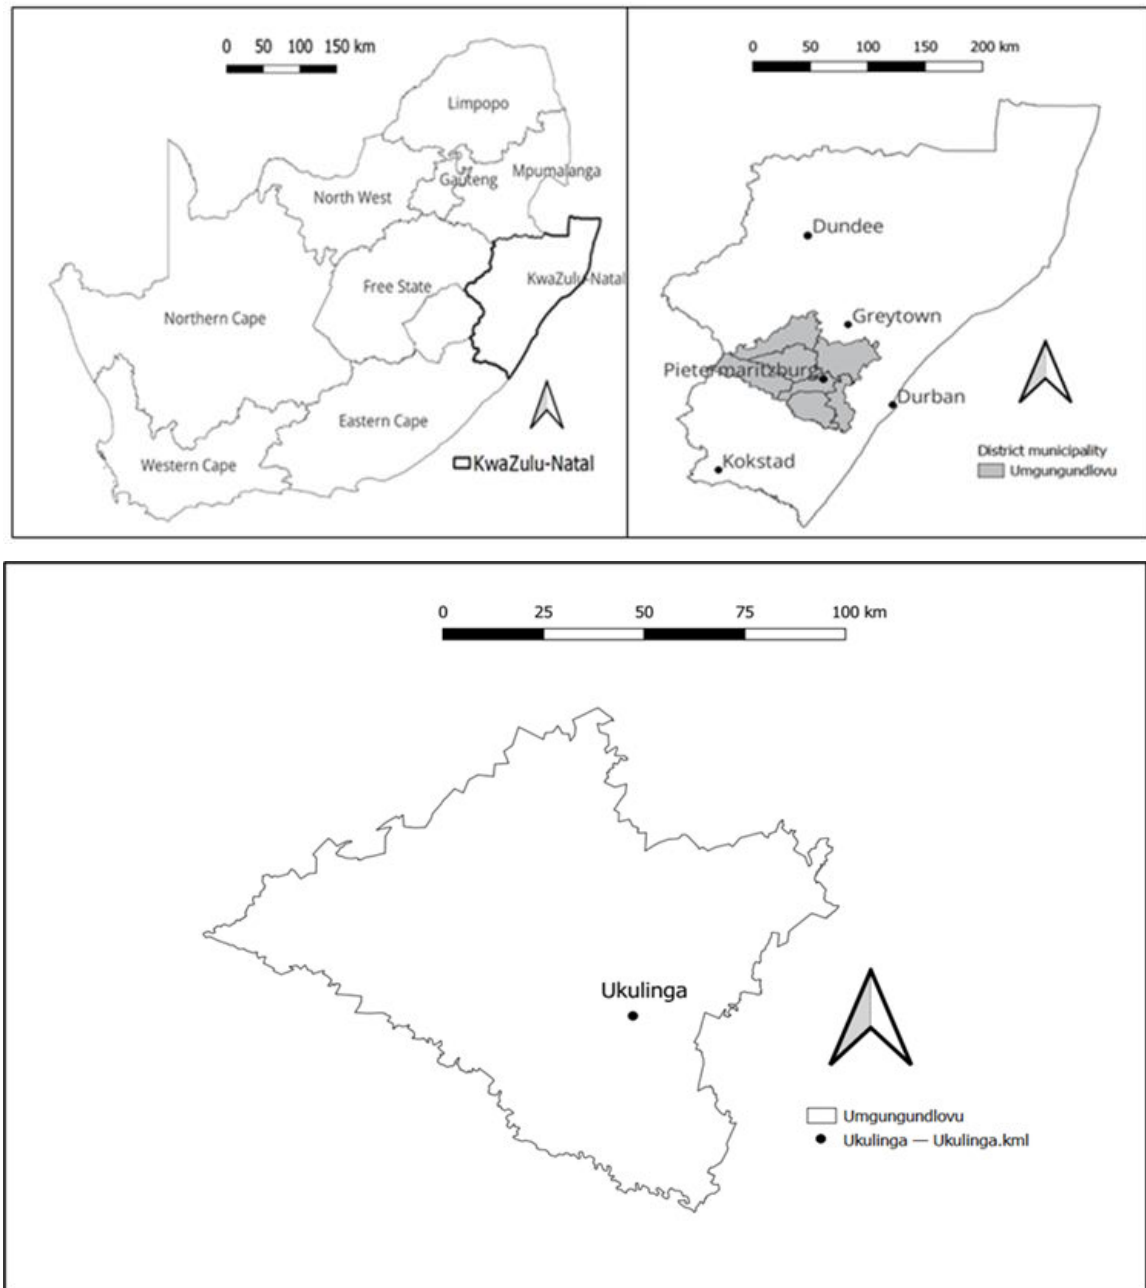 0 50 100 150 km
Limpopo
Mpumalanga
Gauteng
North West
KwaZulu-Natal
Free State
Northern Cape
Eastern Cape
Western Cape
KwaZulu-Natal
0 50 100 150 200 km
Dundee
Greytown
Pietermaritzburg
Durban
Kokstad
District municipality
Umgungundlovu
0 25 50 75 100 km
Ukulinga
Umgungundlovu
Ukulinga — Ukulinga.kml